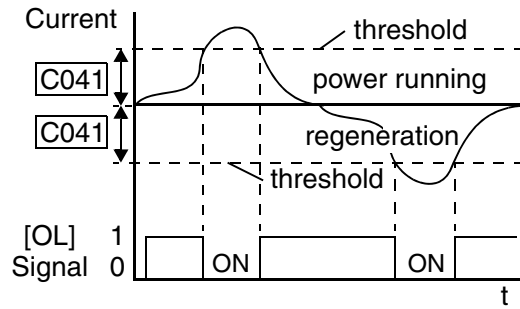 Current
threshold
C041
power running
C041
regeneration
threshold
[OL] 1
Signal 0
ON
ON
t